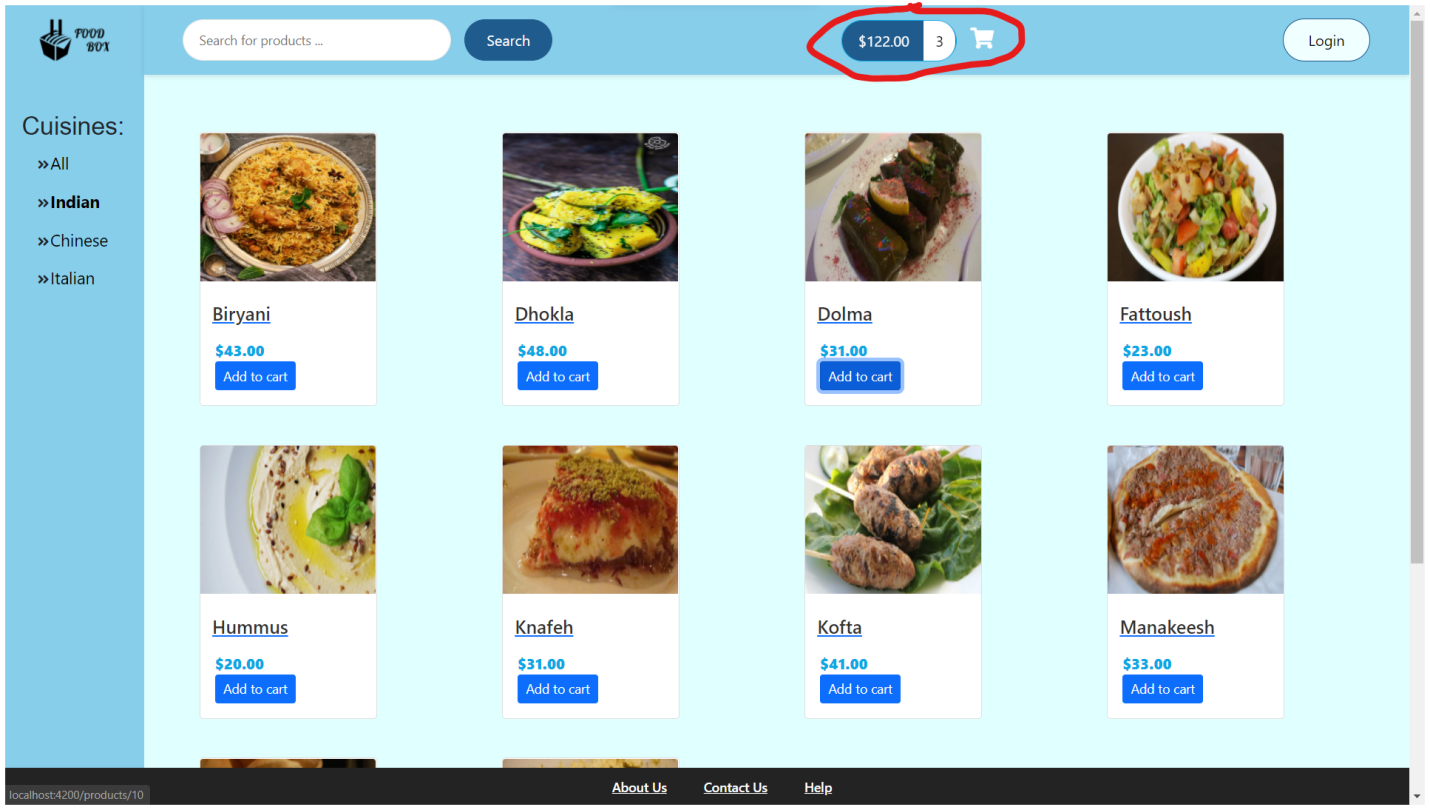 FOOD
BOX
Search for products ...
Search
$122.00
3
Login
Cuisines:
»All
»Indian
»Chinese
»Italian
Biryani
$43.00
Add to cart
Dhokla
$48.00
Add to cart
Dolma
$31.00
Add to cart
Fattoush
$23.00
Add to cart
Hummus
$20.00
Add to cart
Knafeh
$31.00
Add to cart
Kofta
$41.00
Add to cart
Manakeesh
$33.00
Add to cart
About Us
Contact Us
Help
localhost:4200/products/10